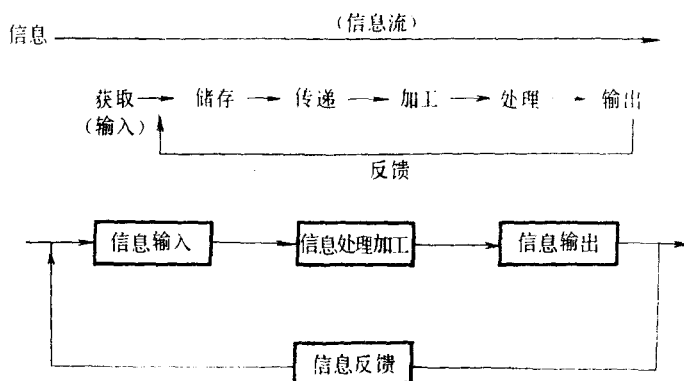 (信息流)
信息
获取 储存 传递 加工 处理 输出
(输入)
反馈
信息输入 信息处理加工 信息输出
信息反馈